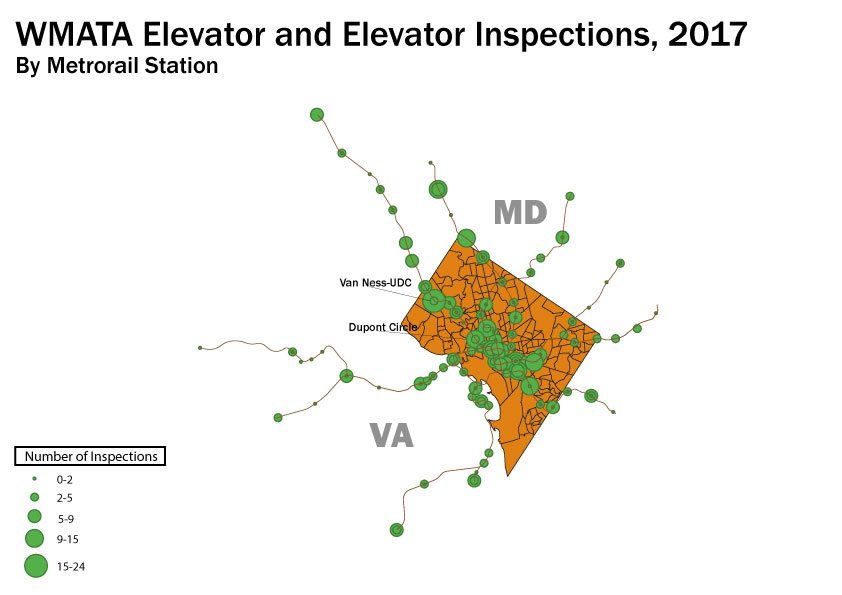 WMATA Elevator and Elevator Inspections, 2017
By Metrorail Station
MD
Van Ness-UDC
Dupont Circle
VA
Number of Inspections
0-2
2-5
5-9
9-15
15-24